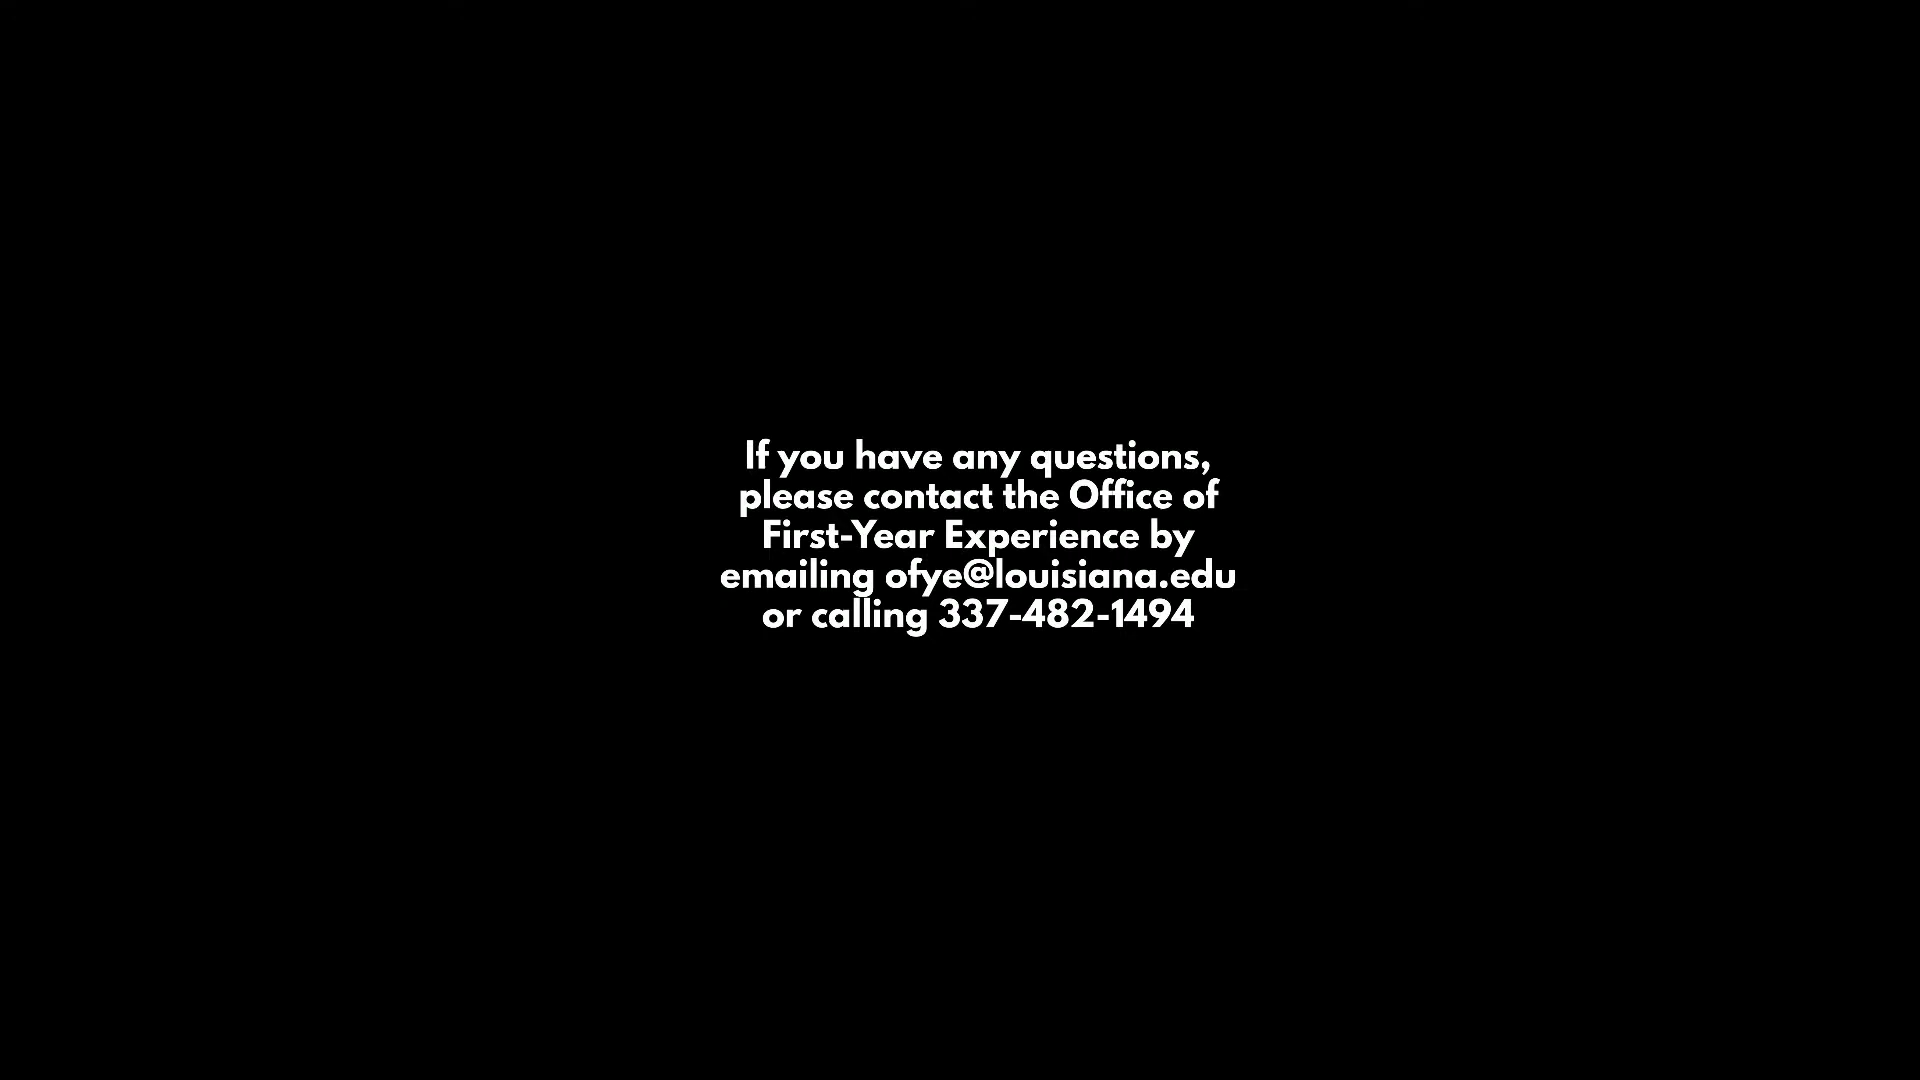 If you have any questions,
please contact the Office of
First-Year Experience by
emailing ofye@louisiana.edu
or calling 337-482-1494